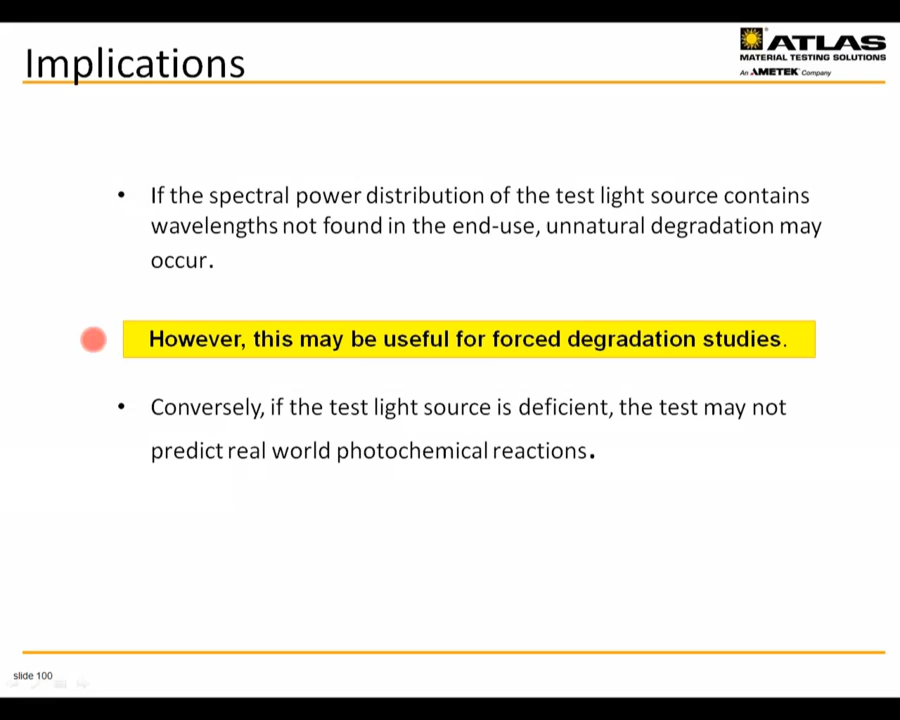 Implications
ATLAS
MATERIAL TESTING SOLUTIONS
An AMETEK Company
• If the spectral power distribution of the test light source contains
wavelengths not found in the end-use, unnatural degradation may
occur.
However, this may be useful for forced degradation studies.
• Conversely, if the test light source is deficient, the test may not
predict real world photochemical reactions.
slide 100